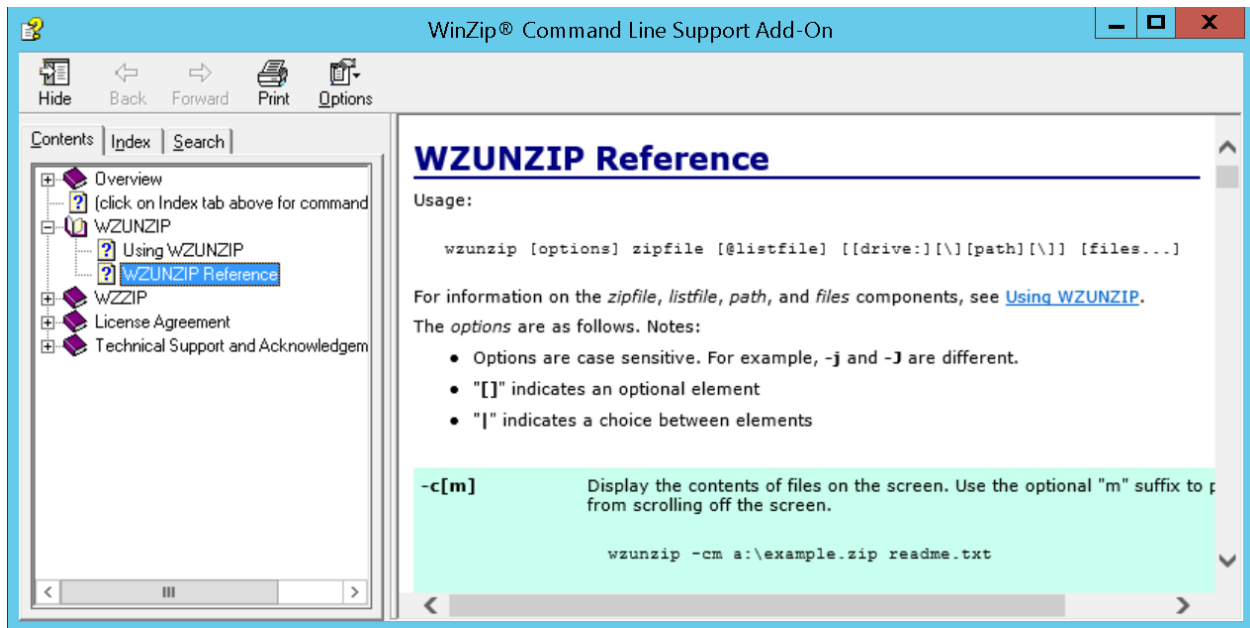 WinZip® Command Line Support Add-On
Hide Back Forward Print Options
Contents Index Search
Overview
(click on Index tab above for command
WZUNZIP
Using WZUNZIP
WZUNZIP Reference
WZZIP
License Agreement
Technical Support and Acknowledgem
WZUNZIP Reference
Usage:
wzunzip [options] zipfile [@listfile] [[drive:][\][path][\]] [files...]
For information on the zipfile, listfile, path, and files components, see Using WZUNZIP.
The options are as follows. Notes:
• Options are case sensitive. For example, -j and -J are different.
• "[]" indicates an optional element
• "|" indicates a choice between elements
-c[m] Display the contents of files on the screen. Use the optional "m" suffix to p
from scrolling off the screen.
wzunzip -cm a:\example.zip readme.txt